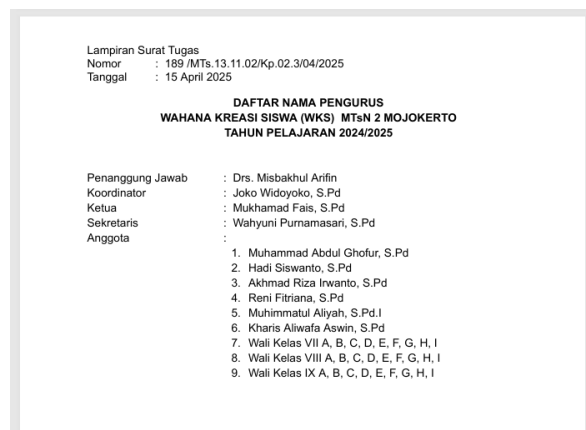 Lampiran Surat Tugas
Nomor : 189 /MTs.13.11.02/Kp.02.3/04/2025
Tanggal : 15 April 2025
DAFTAR NAMA PENGURUS
WAHANA KREASI SISWA (WKS) MTsN 2 MOJOKERTO
TAHUN PELAJARAN 2024/2025
Penanggung Jawab : Drs. Misbakhul Arifin
Koordinator : Joko Widoyoko, S.Pd
Ketua : Mukhamad Fais, S.Pd
Sekretaris : Wahyuni Purnamasari, S.Pd
Anggota :
1. Muhammad Abdul Ghofur, S.Pd
2. Hadi Siswanto, S.Pd
3. Akhmad Riza Irwanto, S.Pd
4. Reni Fitriana, S.Pd
5. Muhimmatul Aliyah, S.Pd.I
6. Kharis Aliwafa Aswin, S.Pd
7. Wali Kelas VII A, B, C, D, E, F, G, H, I
8. Wali Kelas VIII A, B, C, D, E, F, G, H, I
9. Wali Kelas IX A, B, C, D, E, F, G, H, I